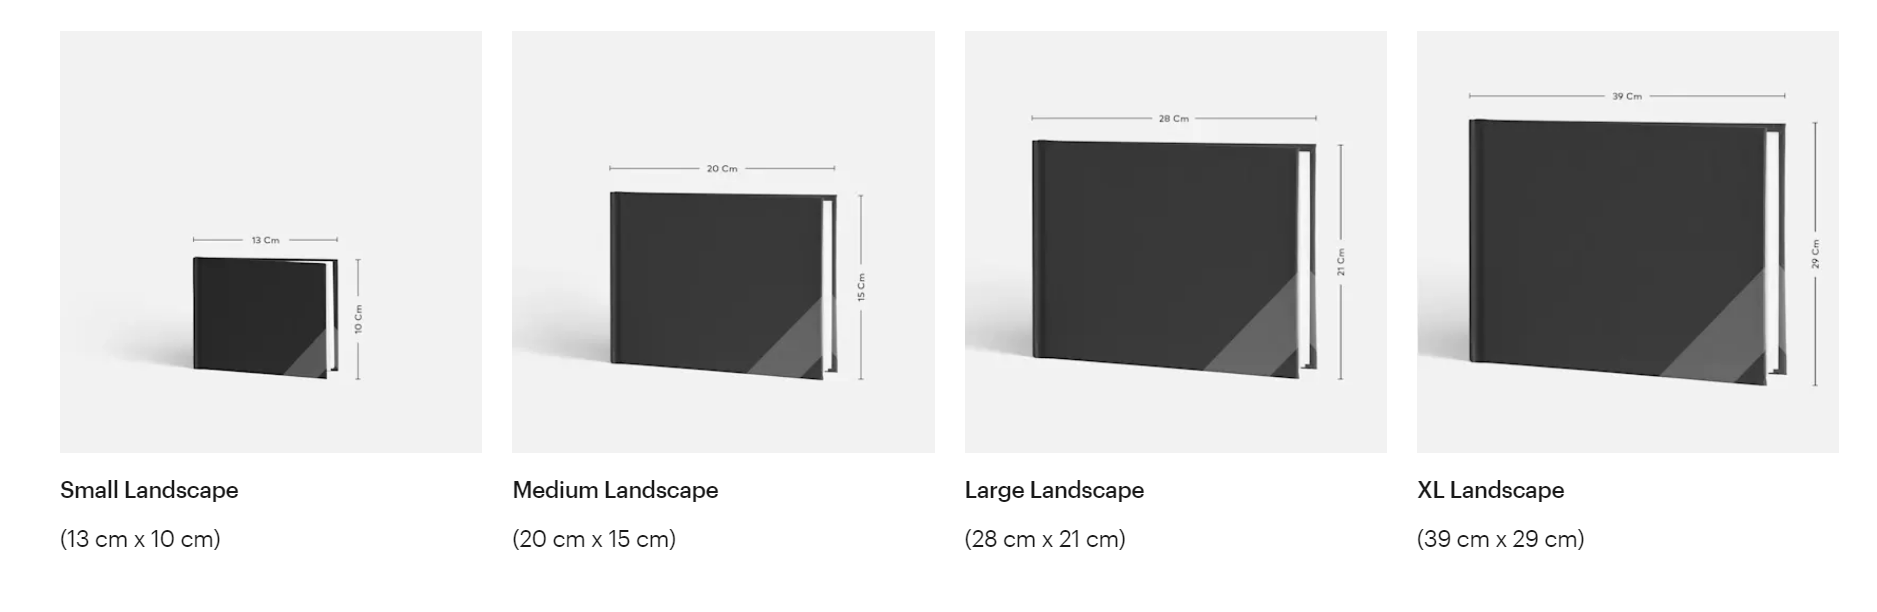 13 Cm
10 Cm
Small Landscape
(13 cm x 10 cm)
20 Cm
15 Cm
Medium Landscape
(20 cm x 15 cm)
28 Cm
21 Cm
Large Landscape
(28 cm x 21 cm)
39 Cm
29 Cm
XL Landscape
(39 cm x 29 cm)